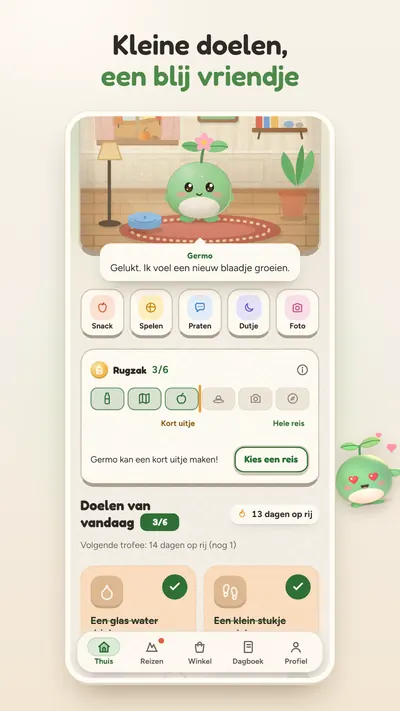 Kleine doelen,
een blij vriendje
Germo
Gelukt. Ik voel een nieuw blaadje groeien.
Snack
Spelen
Praten
Dutje
Foto
Rugzak 3/6
Kort uitje
Hele reis
Germo kan een kort uitje maken!
Kies een reis
Doelen van
vandaag 3/6
13 dagen op rij
Volgende trofee: 14 dagen op rij (nog 1)
Een glas water
Een klein stukje
Thuis
Reizen
Winkel
Dagboek
Profiel